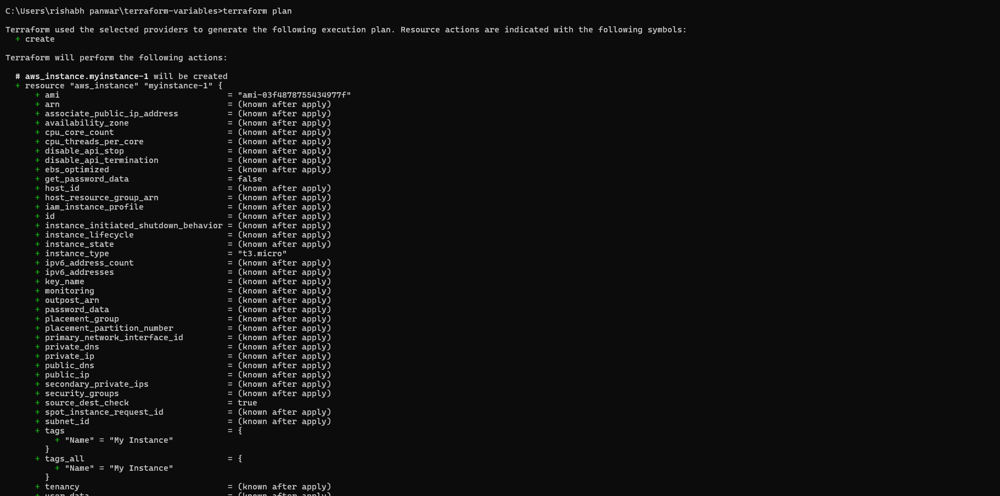 C:\Users\rishabh panwar\terraform-variables>terraform plan
Terraform used the selected providers to generate the following execution plan. Resource actions are indicated with the following symbols:
+ create
Terraform will perform the following actions:
# aws_instance.myinstance-1 will be created
+ resource "aws_instance" "myinstance-1" {
+ ami = "ami-03f4878755434977f"
+ arn = (known after apply)
+ associate_public_ip_address = (known after apply)
+ availability_zone = (known after apply)
+ cpu_core_count = (known after apply)
+ cpu_threads_per_core = (known after apply)
+ disable_api_stop = (known after apply)
+ disable_api_termination = (known after apply)
+ ebs_optimized = (known after apply)
+ get_password_data = false
+ host_id = (known after apply)
+ host_resource_group_arn = (known after apply)
+ iam_instance_profile = (known after apply)
+ id = (known after apply)
+ instance_initiated_shutdown_behavior = (known after apply)
+ instance_lifecycle = (known after apply)
+ instance_state = (known after apply)
+ instance_type = "t3.micro"
+ ipv6_address_count = (known after apply)
+ ipv6_addresses = (known after apply)
+ key_name = (known after apply)
+ monitoring = (known after apply)
+ outpost_arn = (known after apply)
+ password_data = (known after apply)
+ placement_group = (known after apply)
+ placement_partition_number = (known after apply)
+ primary_network_interface_id = (known after apply)
+ private_dns = (known after apply)
+ private_ip = (known after apply)
+ public_dns = (known after apply)
+ public_ip = (known after apply)
+ secondary_private_ips = (known after apply)
+ security_groups = (known after apply)
+ source_dest_check = true
+ spot_instance_request_id = (known after apply)
+ subnet_id = (known after apply)
+ tags = {
+ "Name" = "My Instance"
}
+ tags_all = {
+ "Name" = "My Instance"
}
+ tenancy = (known after apply)
+ user_data = (known after apply)